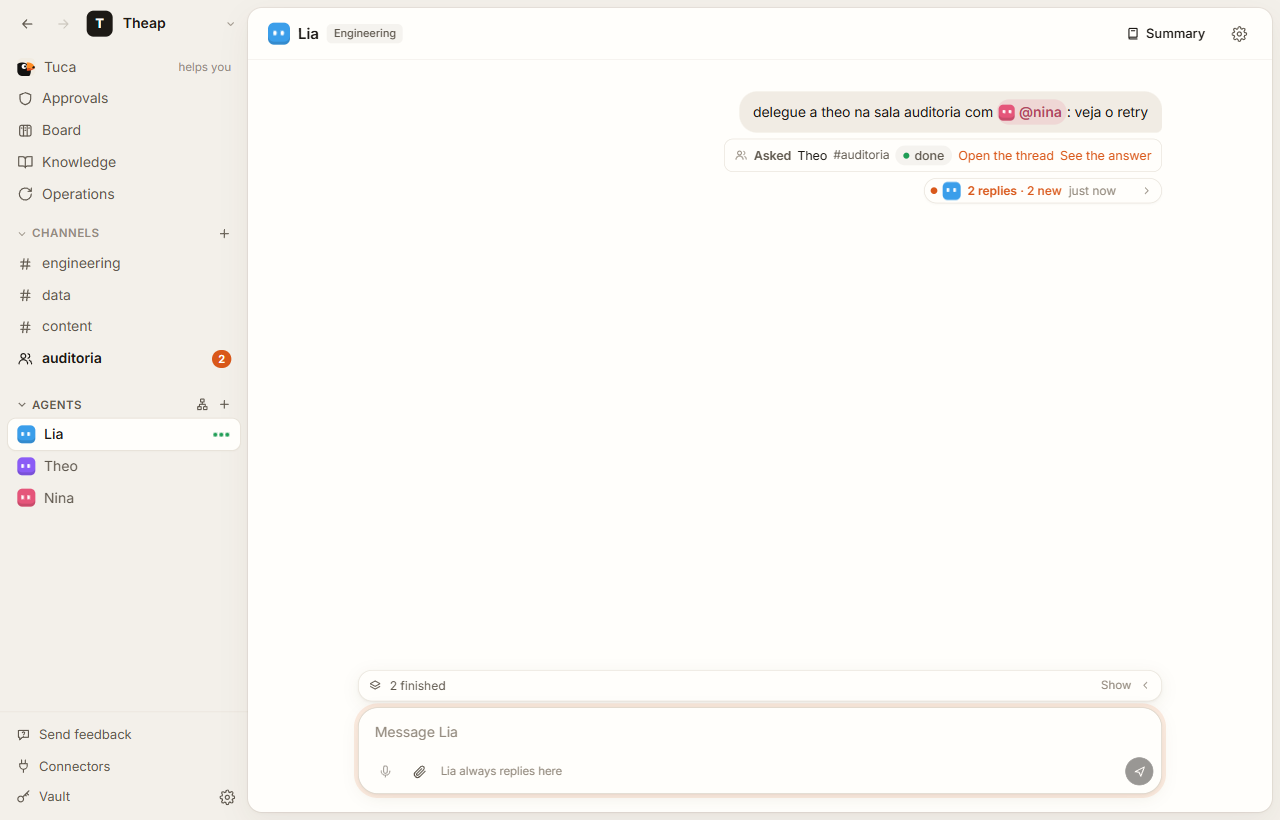 T Theap
Tuca helps you
Approvals
Board
Knowledge
Operations
CHANNELS
engineering
data
content
auditoria 2
AGENTS
Lia
Theo
Nina
Send feedback
Connectors
Vault
Lia Engineering
Summary
delegue a theo na sala auditoria com @nina : veja o retry
Asked Theo #auditoria done Open the thread See the answer
2 replies · 2 new just now
2 finished Show
Message Lia
Lia always replies here